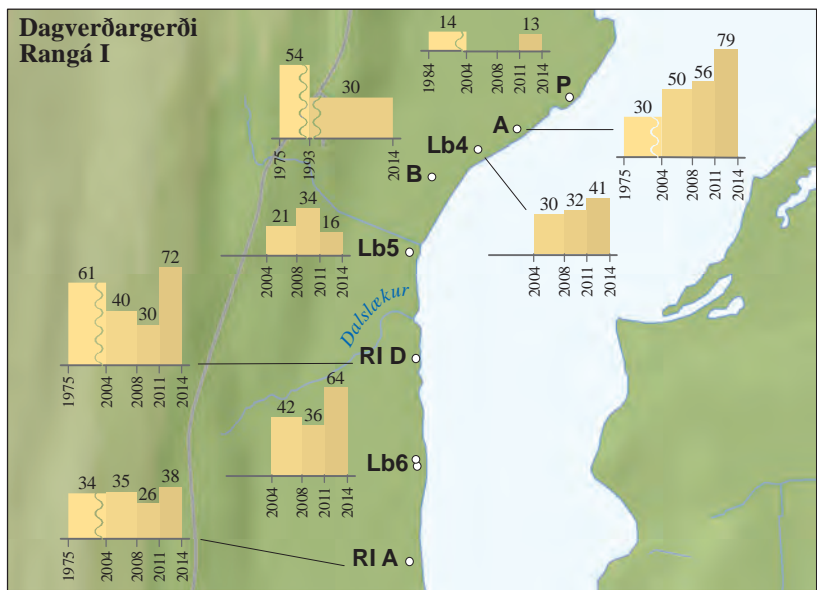 Dagverðargerði
Rangá I
14 13
1984 2004 2008 2011 2014
P
54 30
1975 1993 2014
30 50 56 79
1975 2004 2008 2011 2014
A
Lb4
30 32 41
2004 2008 2011 2014
B
21 34 16
2004 2008 2011 2014
Lb5
61 40 30 72
1975 2004 2008 2011 2014
Dalslækur
RI D
42 36 64
2004 2008 2011 2014
Lb6
34 35 26 38
1975 2004 2008 2011 2014
RI A